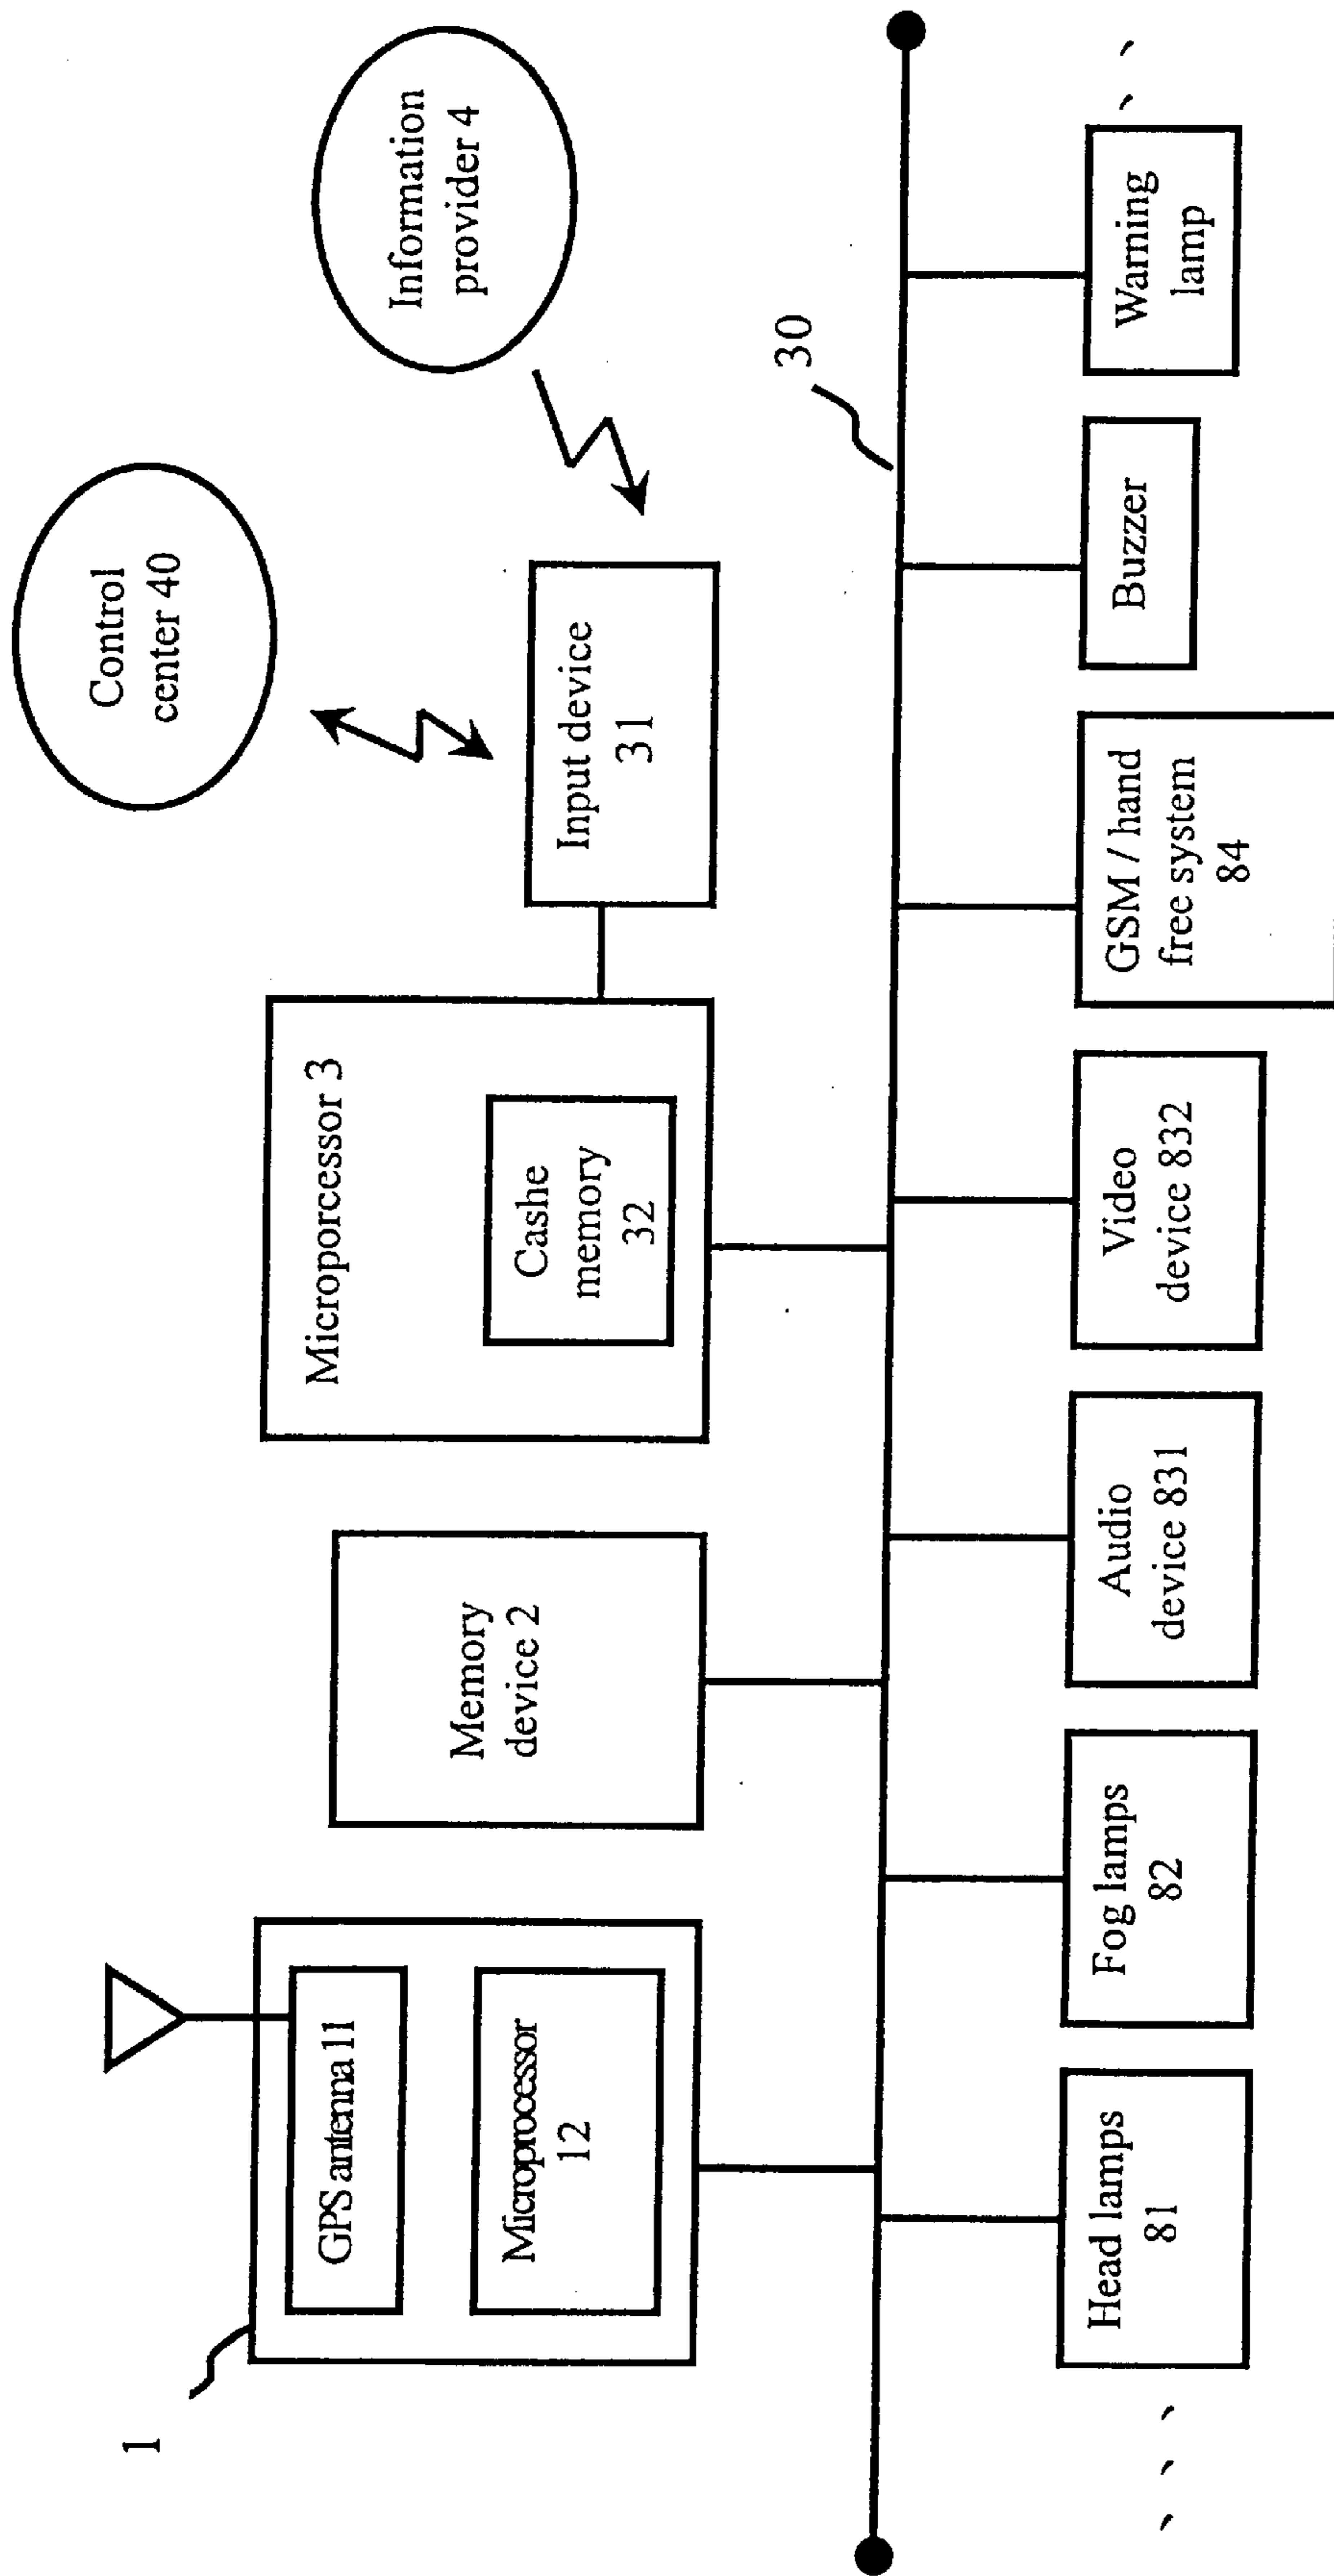 1
GPS antenna 11
Microprocessor
12
Memory
device 2
Microporcessor 3
Cashe
memory
32
Input device
31
Control
center 40
Information
provider 4
30
Head lamps
81
Fog lamps
82
Audio
device 831
Video
device 832
GSM / hand
free system
84
Buzzer
Warning
lamp